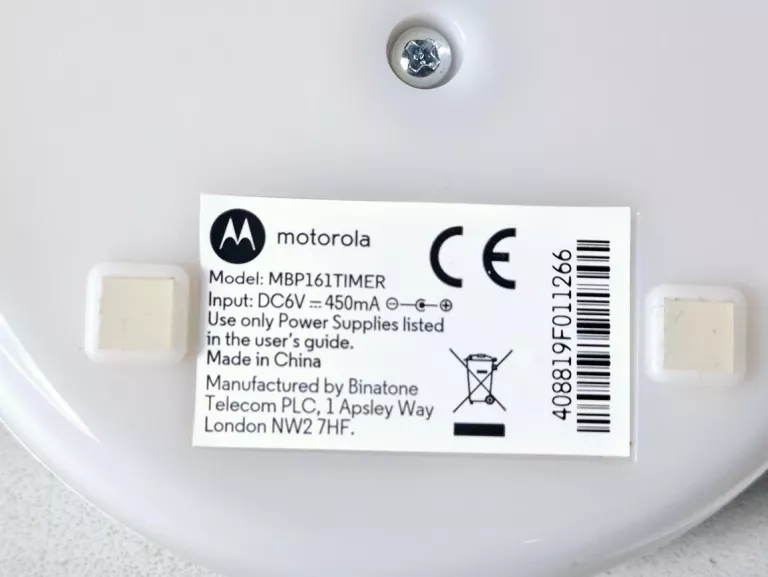 motorola
CE
Model: MBP161TIMER
Input: DC6V ⎓ 450mA
Use only Power Supplies listed
in the user's guide.
Made in China
Manufactured by Binatone
Telecom PLC, 1 Apsley Way
London NW2 7HF.
408819F011266